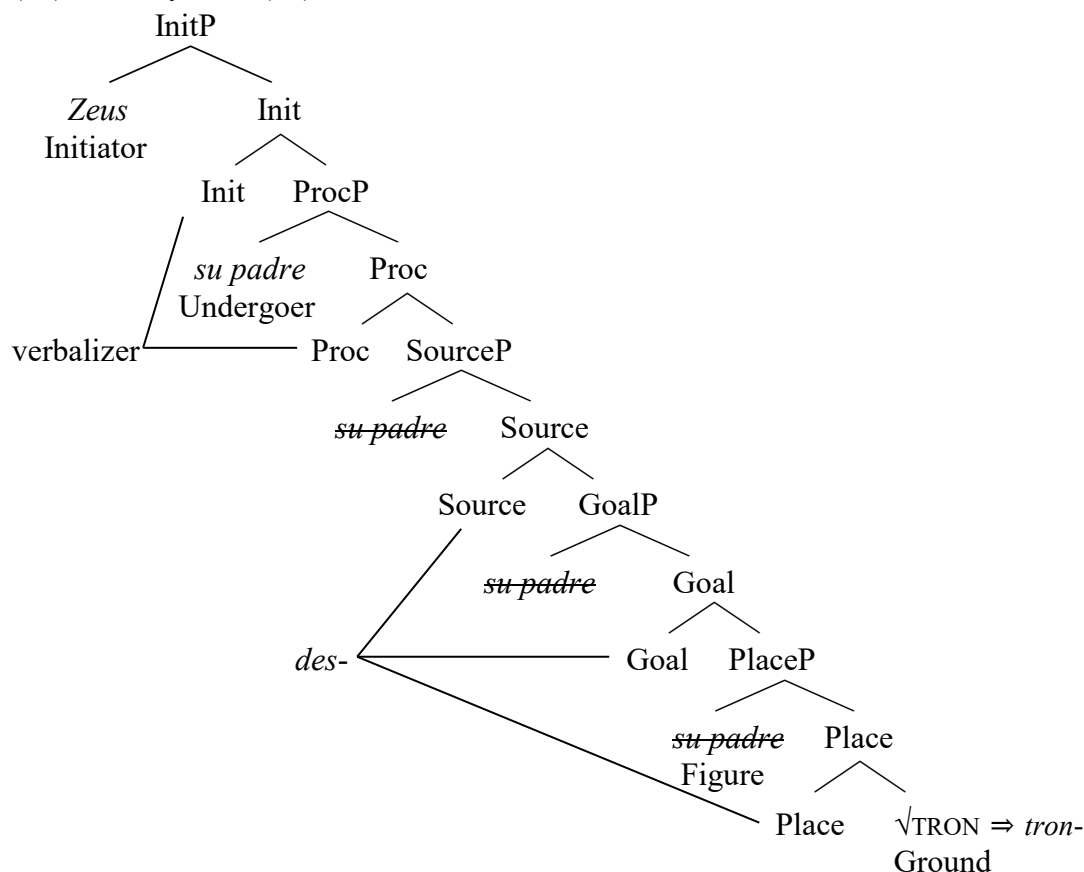 InitP
Zeus Init
Initiator
Init ProcP
su padre Proc
Undergoer
verbalizer Proc SourceP
su padre Source
Source GoalP
su padre Goal
des- Goal PlaceP
su padre Place
Figure
Place √TRON ⇒ tron-
Ground